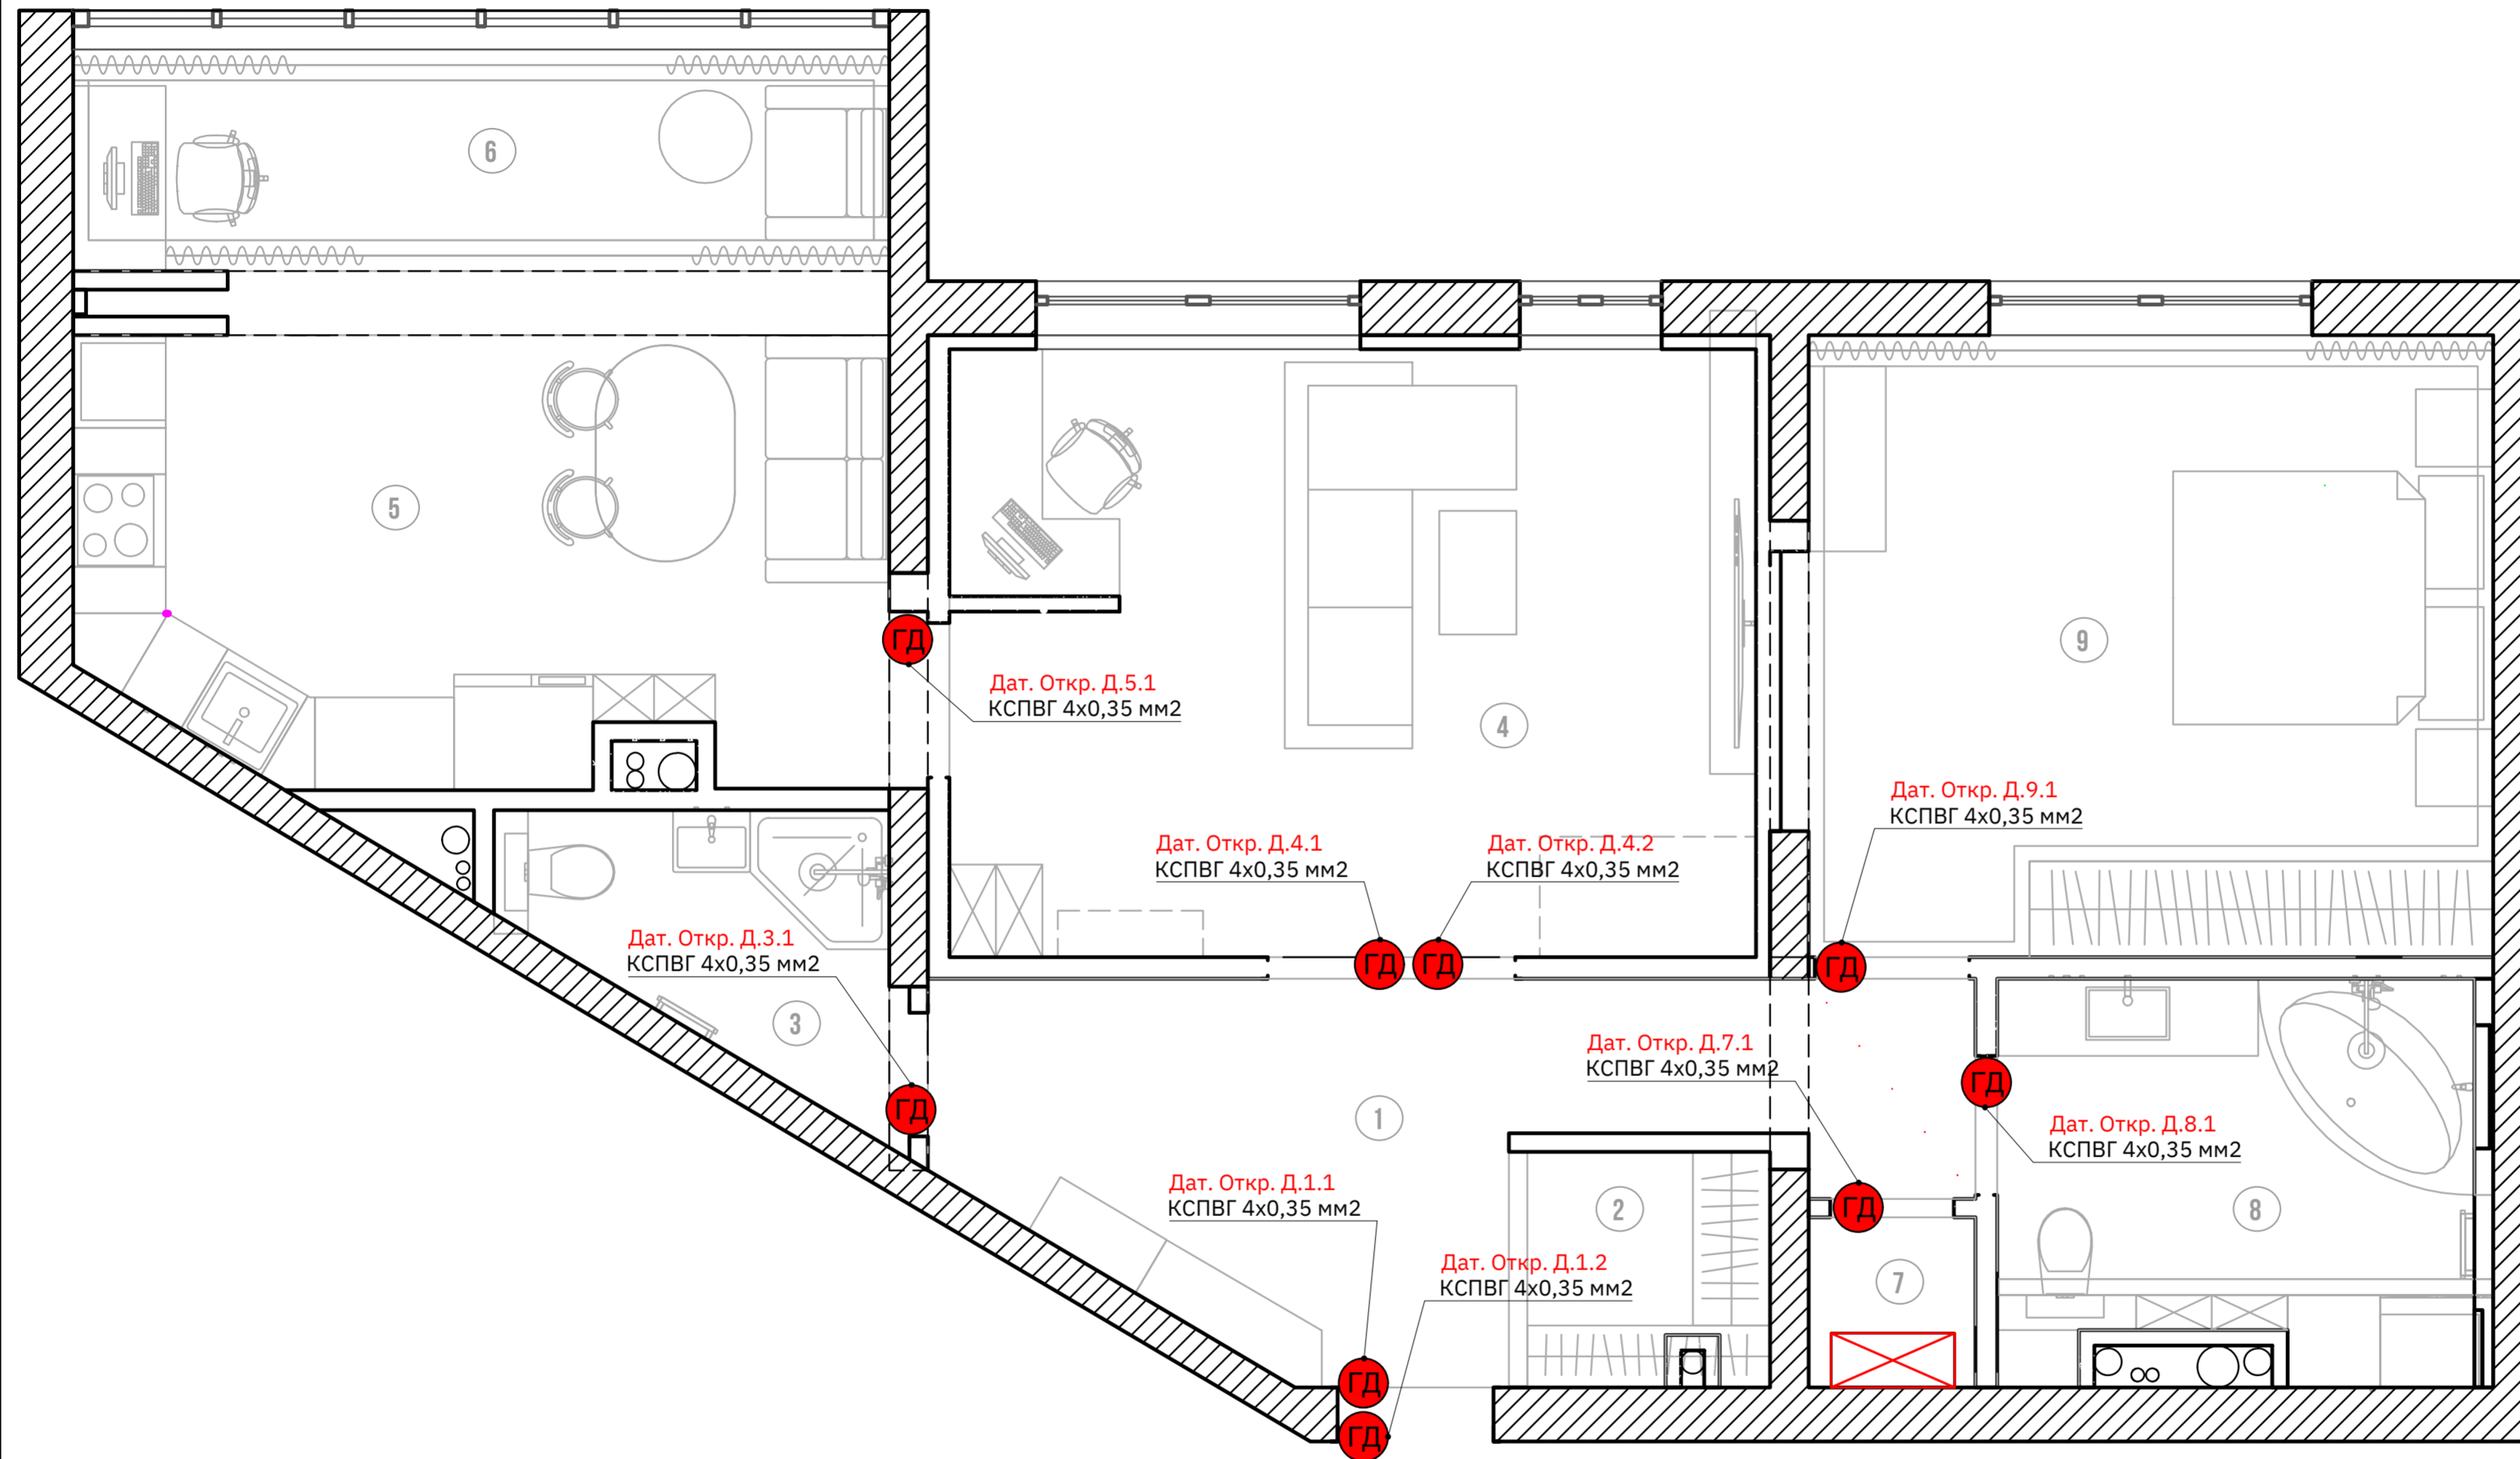 6
5
ГД
Дат. Откр. Д.5.1
КСПВГ 4х0,35 мм2
9
4
Дат. Откр. Д.9.1
КСПВГ 4х0,35 мм2
Дат. Откр. Д.4.1
КСПВГ 4х0,35 мм2
Дат. Откр. Д.4.2
КСПВГ 4х0,35 мм2
Дат. Откр. Д.3.1
КСПВГ 4х0,35 мм2
ГД
ГД
ГД
3
Дат. Откр. Д.7.1
КСПВГ 4х0,35 мм2
ГД
ГД
1
Дат. Откр. Д.8.1
КСПВГ 4х0,35 мм2
Дат. Откр. Д.1.1
КСПВГ 4х0,35 мм2
2
ГД
8
Дат. Откр. Д.1.2
КСПВГ 4х0,35 мм2
7
ГД
ГД